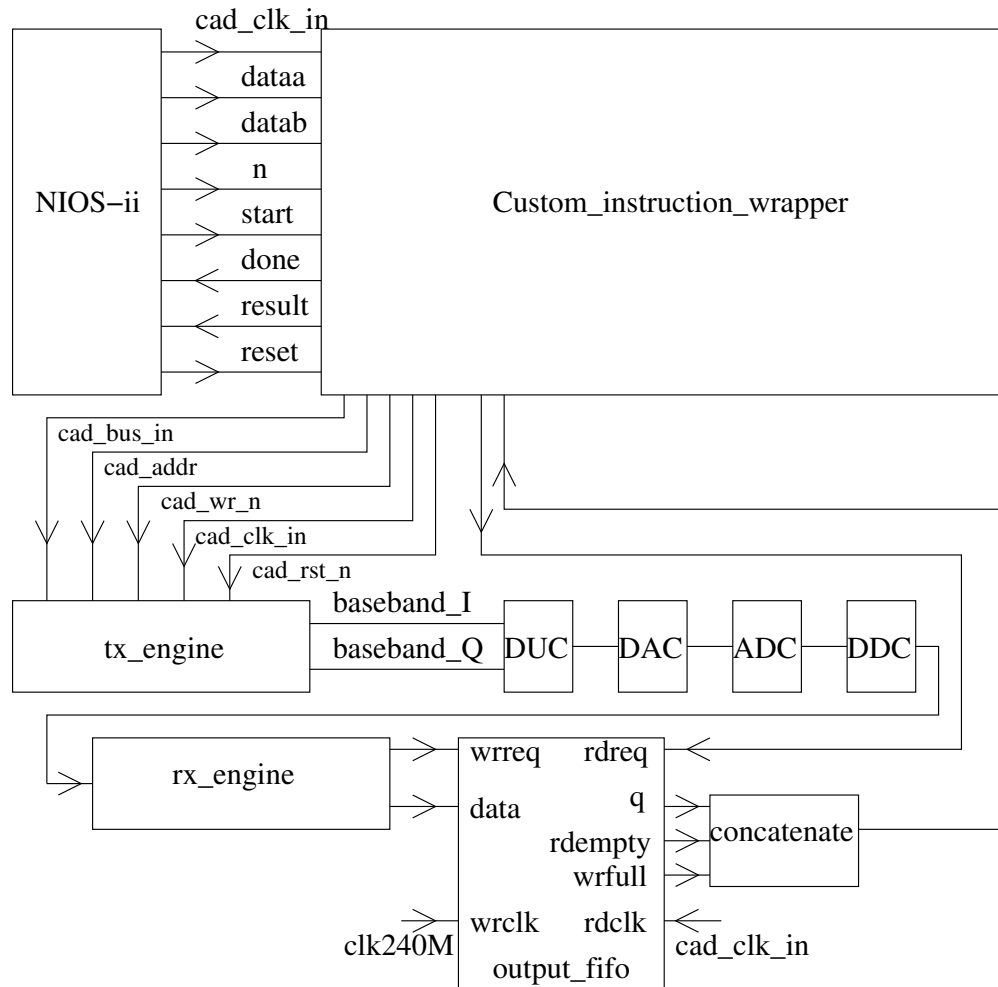 cad_clk_in
dataa
datab
n
NIOS-ii
Custom_instruction_wrapper
start
done
result
reset
cad_bus_in
cad_addr
cad_wr_n
cad_clk_in
cad_rst_n
baseband_I
tx_engine
baseband_Q
DUC
DAC
ADC
DDC
wrreq
rdreq
rx_engine
q
data
concatenate
rdempty
wrfull
wrclk
rdclk
clk240M
cad_clk_in
output_fifo